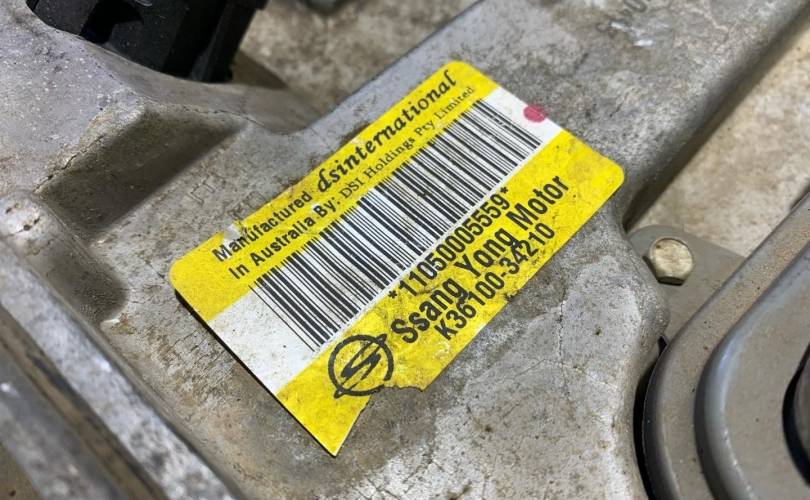 Manufactured dsinternational
In Australia By: DSI Holdings Pty Limited
*11050005559*
Ssang Yong Motor
K36100-34210